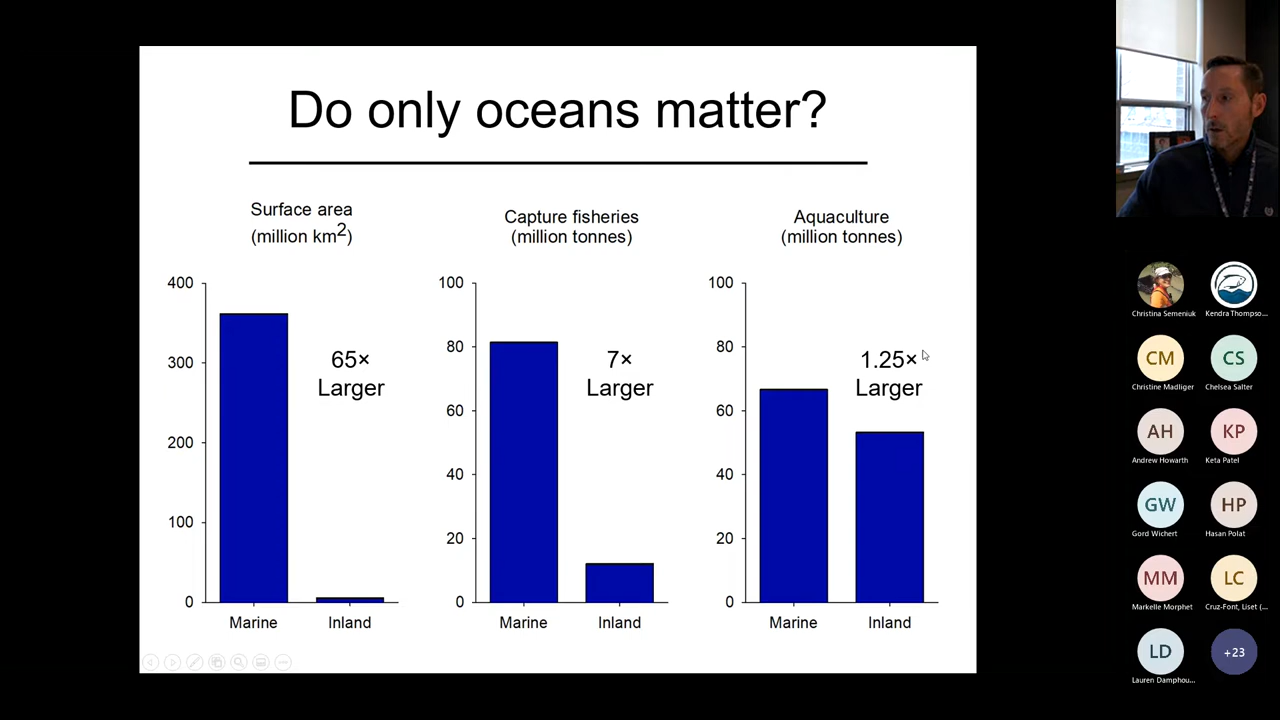 Do only oceans matter?
Surface area
(million km2)
400
300
200
100
0
65×
Larger
Marine
Inland
Capture fisheries
(million tonnes)
100
80
60
40
20
0
7×
Larger
Marine
Inland
Aquaculture
(million tonnes)
100
80
60
40
20
0
1.25×
Larger
Marine
Inland
Christina Semeniuk
Kendra Thompso...
CM
Christine Madliger
CS
Chelsea Salter
AH
Andrew Howarth
KP
Keta Patel
GW
Gord Wichert
HP
Hasan Polat
MM
Markelle Morphet
LC
Cruz-Font, Liset (...
LD
Lauren Damphou...
+23